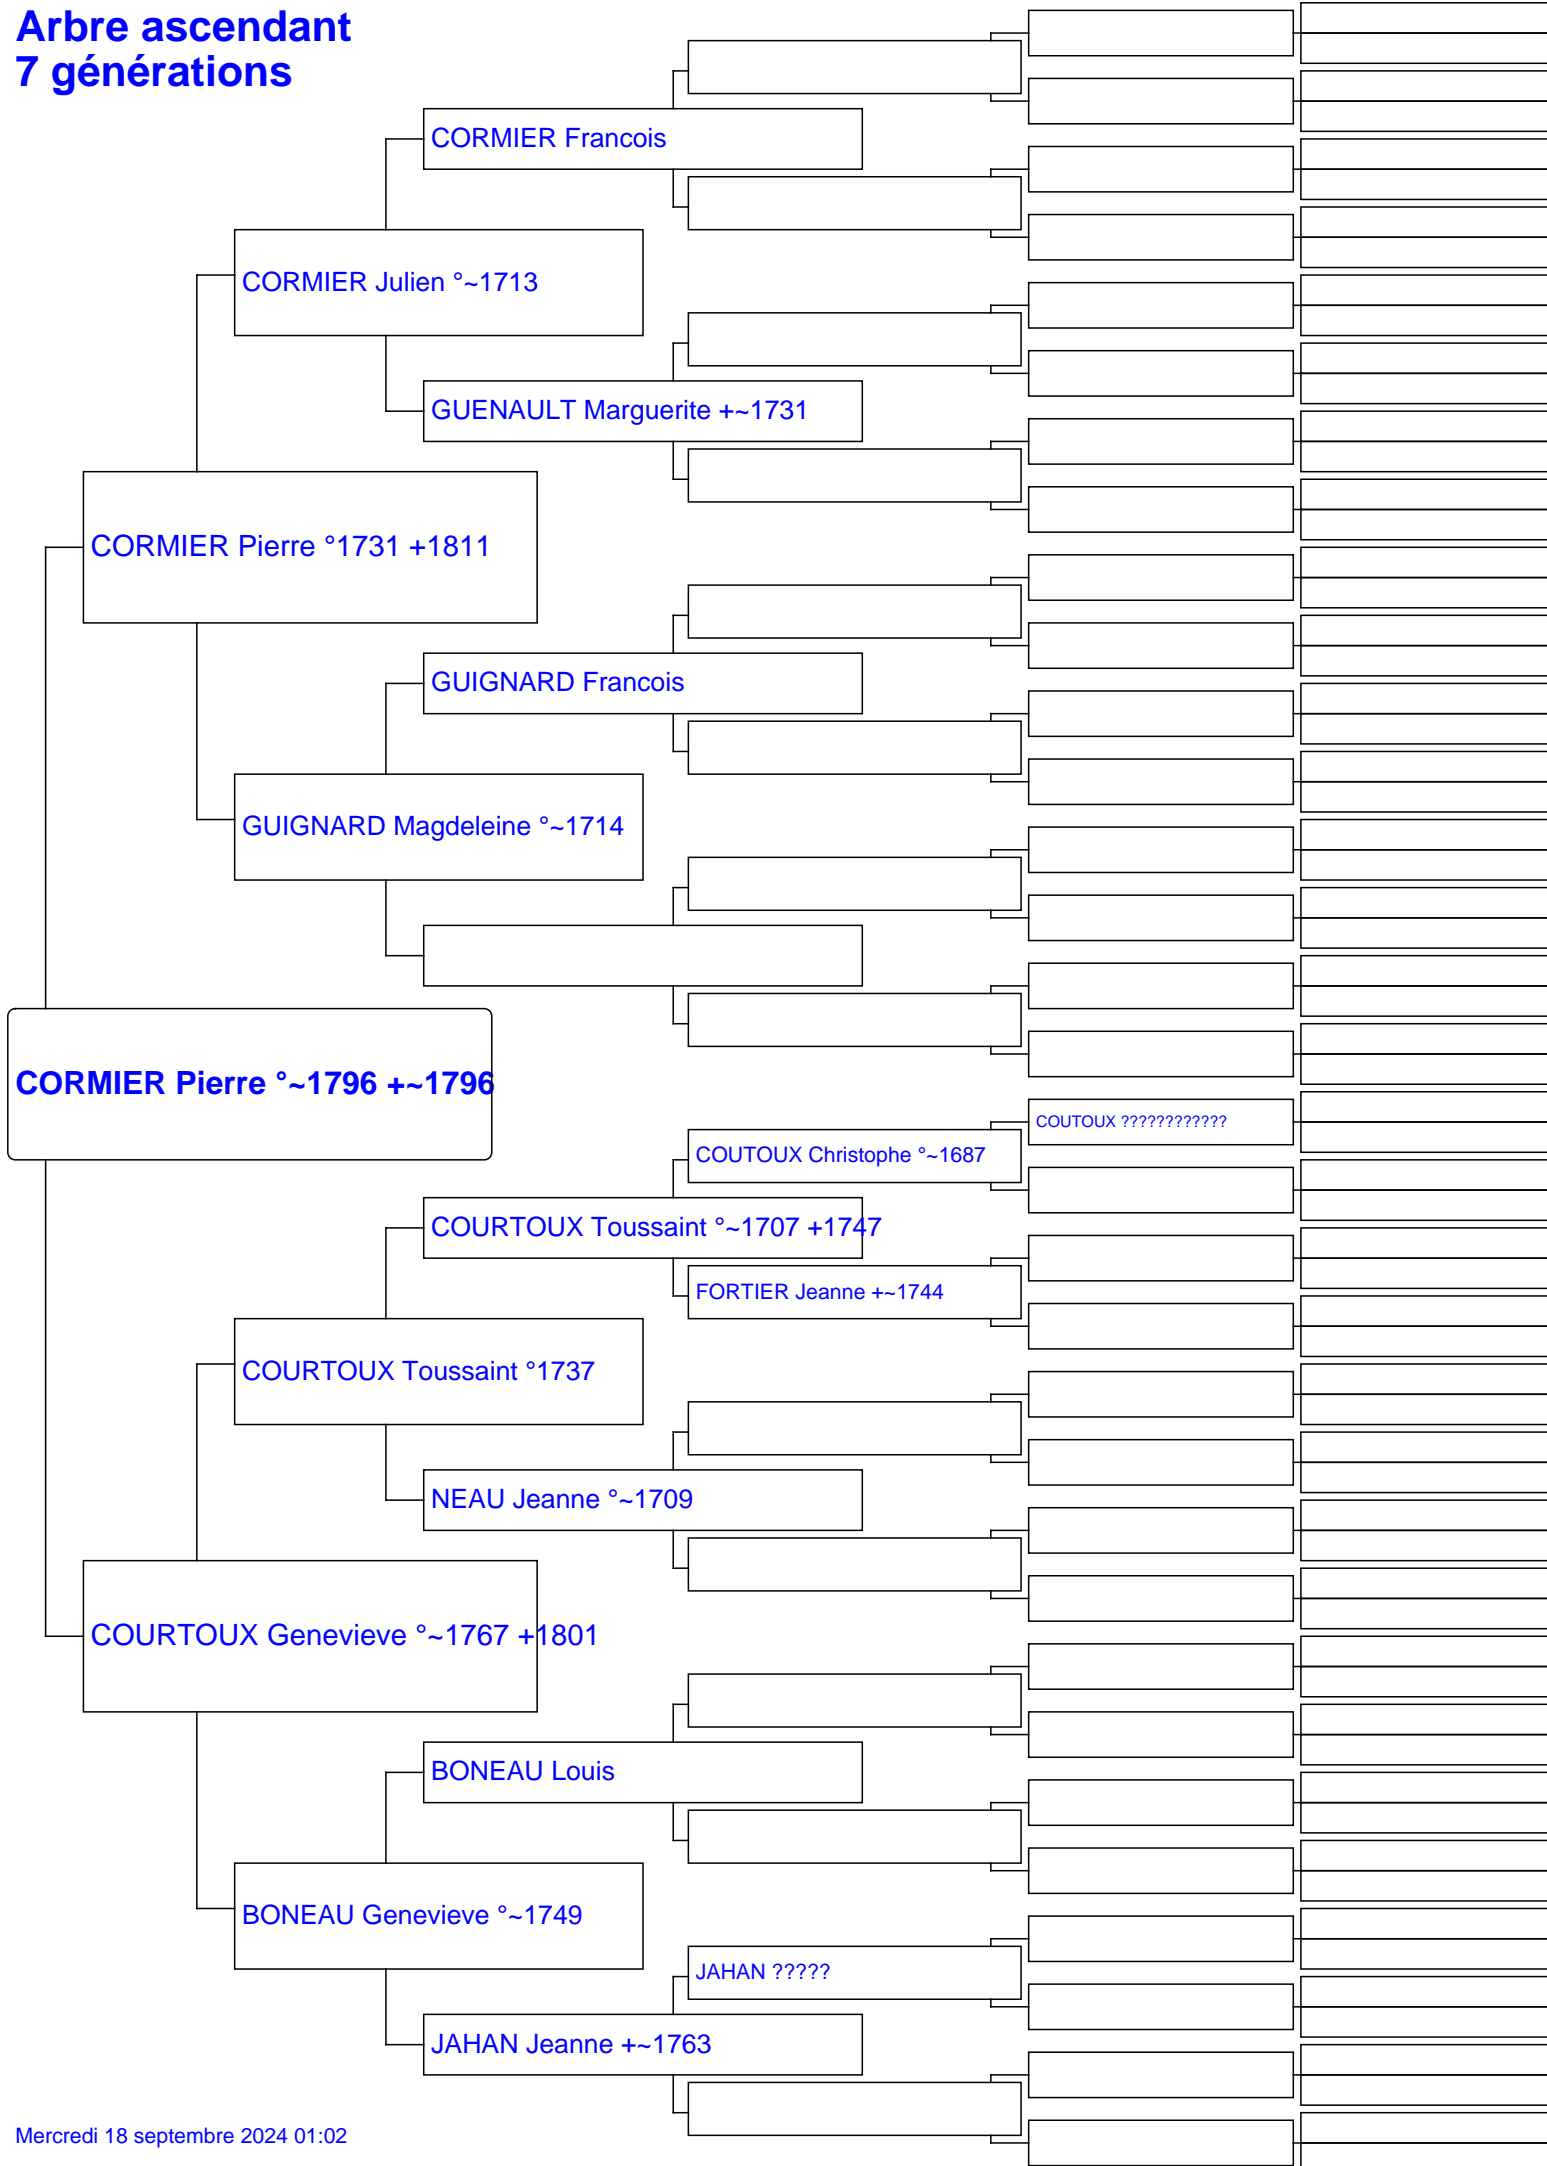 Arbre ascendant
7 générations
CORMIER Francois
CORMIER Julien °~1713
GUENAULT Marguerite +~1731
CORMIER Pierre °1731 +1811
GUIGNARD Francois
GUIGNARD Magdeleine °~1714
CORMIER Pierre °~1796 +~1796
COUTOUX ????????????
COUTOUX Christophe °~1687
COURTOUX Toussaint °~1707 +1747
FORTIER Jeanne +~1744
COURTOUX Toussaint °1737
NEAU Jeanne °~1709
COURTOUX Genevieve °~1767 +1801
BONEAU Louis
BONEAU Genevieve °~1749
JAHAN ?????
JAHAN Jeanne +~1763
Mercredi 18 septembre 2024 01:02